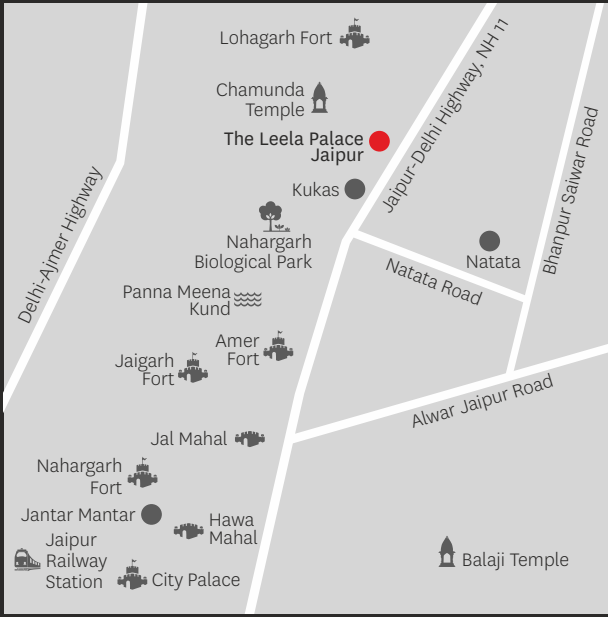 Lohagarh Fort
Chamunda
Temple
The Leela Palace
Jaipur
Jaipur-Delhi Highway, NH 11
Kukas
Delhi-Ajmer Highway
Bhanpur Saiwar Road
Nahargarh
Biological Park
Natata
Natata Road
Panna Meena
Kund
Amer
Fort
Jaigarh
Fort
Alwar Jaipur Road
Jal Mahal
Nahargarh
Fort
Jantar Mantar
Hawa
Mahal
Jaipur
Railway
Station
City Palace
Balaji Temple